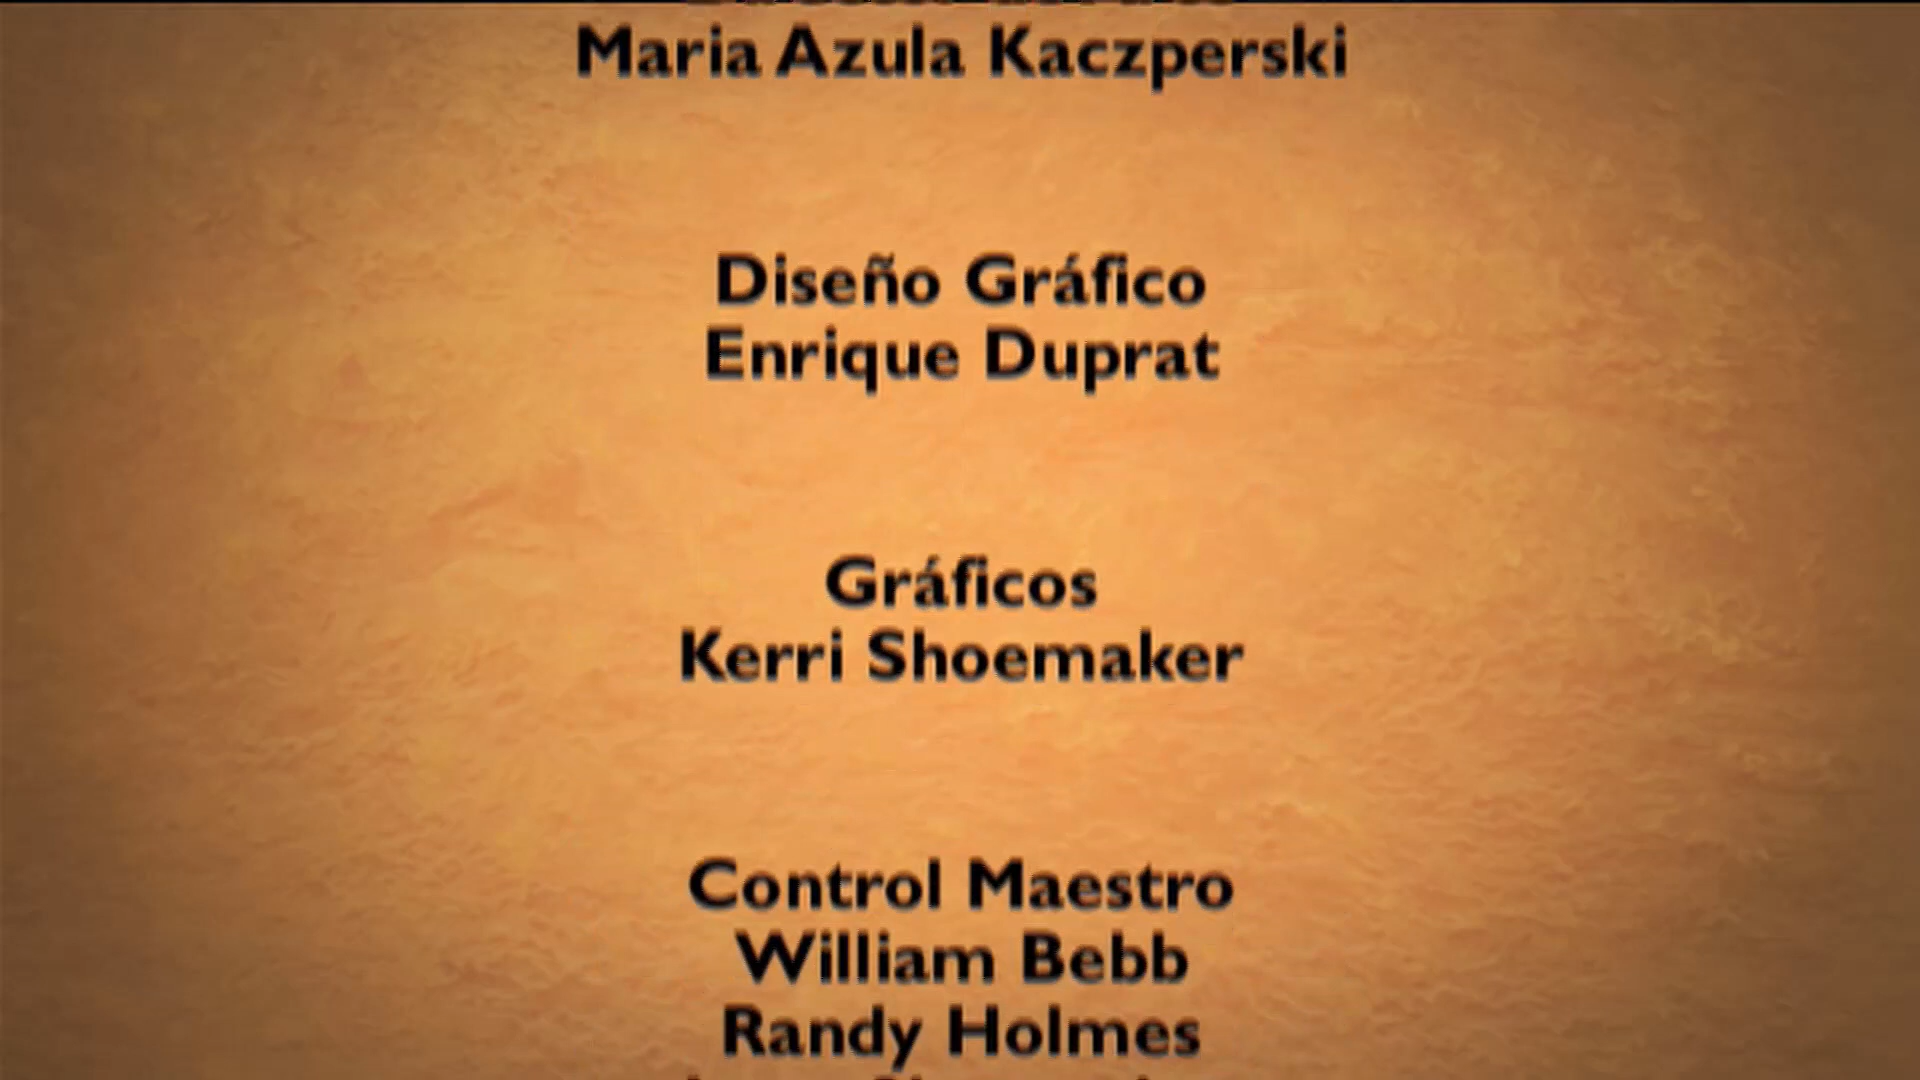 Maria Azula Kaczperski
Diseño Gráfico
Enrique Duprat
Gráficos
Kerri Shoemaker
Control Maestro
William Bebb
Randy Holmes